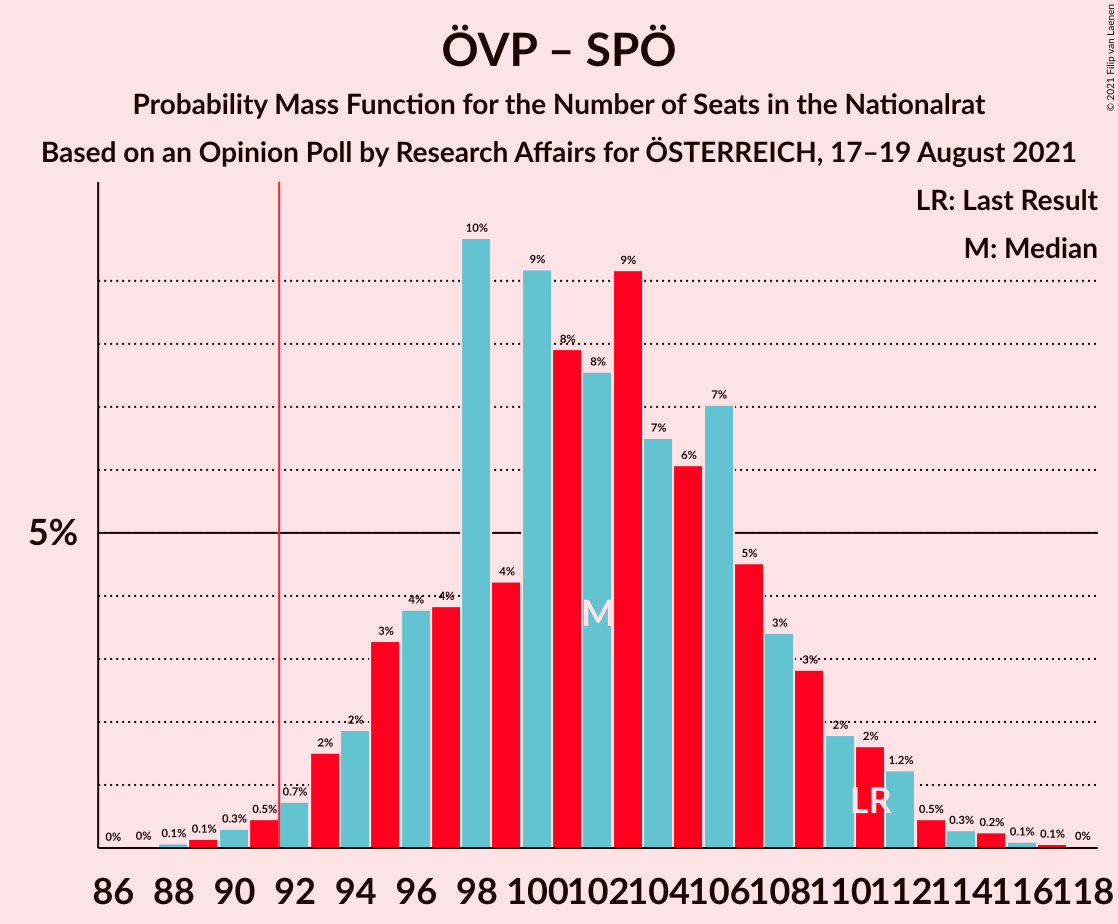 ÖVP – SPÖ
Probability Mass Function for the Number of Seats in the Nationalrat
Based on an Opinion Poll by Research Affairs for ÖSTERREICH, 17–19 August 2021
© 2021 Filip van Laenen
LR: Last Result
M: Median
5%
0% 0% 0.1% 0.1% 0.3% 0.5% 0.7% 2% 2% 3% 4% 4% 10% 4% 9% 8% 8% 9% 7% 6% 7% 5% 3% 3% 2% 2% 1.2% 0.5% 0.3% 0.2% 0.1% 0.1% 0%
M
LR
86 88 90 92 94 96 98 100 102 104 106 108 110 112 114 116 118